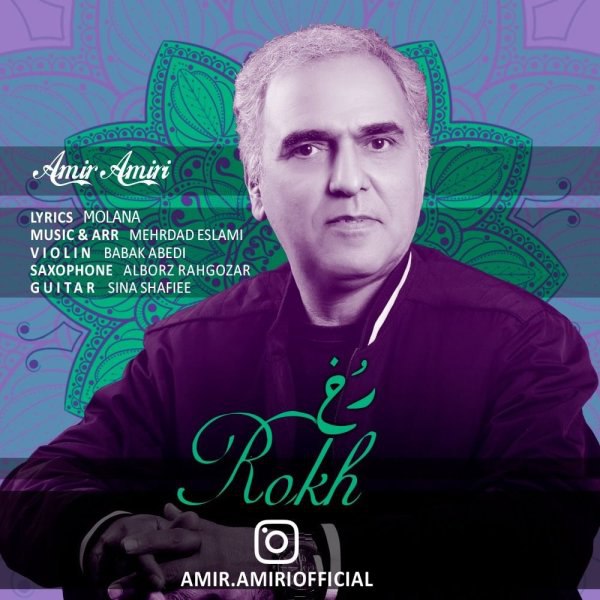 Amir Amiri
LYRICS MOLANA
MUSIC & ARR MEHRDAD ESLAMI
VIOLIN BABAK ABEDI
SAXOPHONE ALBORZ RAHGOZAR
GUITAR SINA SHAFIEE
رُخ
Rokh
AMIR.AMIRIOFFICIAL